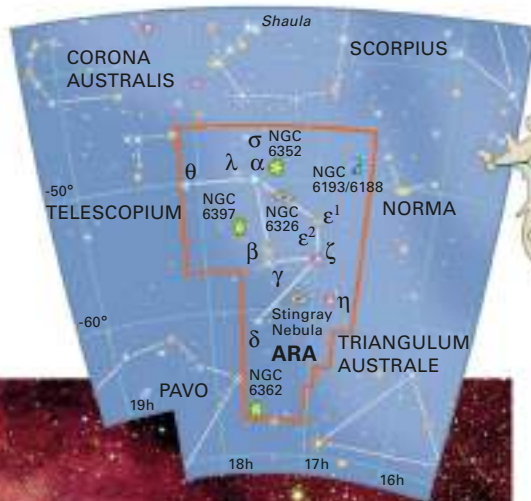 Shaula
SCORPIUS
CORONA
AUSTRALIS
σ
NGC
6352
λ
α
θ
NGC
6193/6188
-50°
TELESCOPIUM
NGC
6397
NGC
6326
ε1
NORMA
ε2
β
ζ
γ
η
Stingray
Nebula
-60°
δ
ARA
TRIANGULUM
AUSTRALE
PAVO
NGC
6362
19h
18h
17h
16h